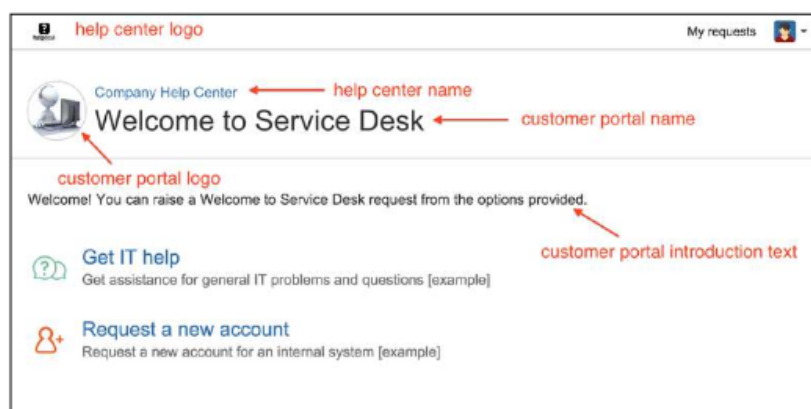 help center logo
My requests
Company Help Center
help center name
Welcome to Service Desk
customer portal name
customer portal logo
Welcome! You can raise a Welcome to Service Desk request from the options provided.
customer portal introduction text
Get IT help
Get assistance for general IT problems and questions [example]
Request a new account
Request a new account for an internal system [example]